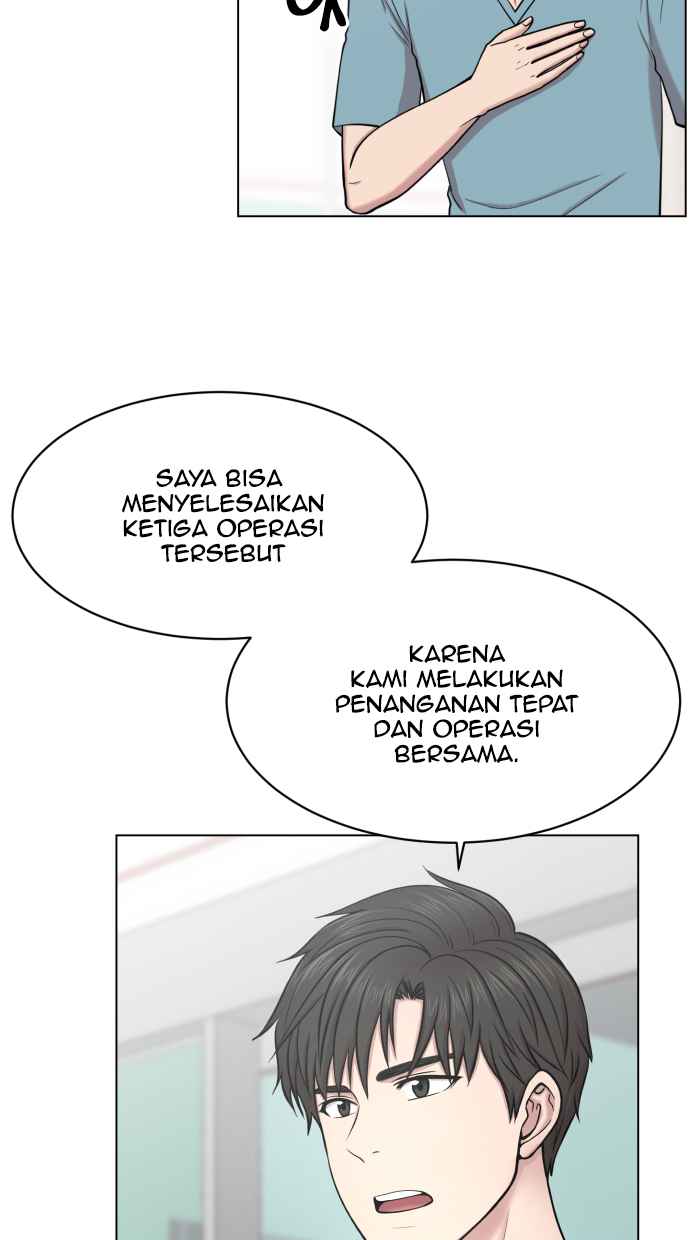 SAYA BISA
MENYELESAIKAN
KETIGA OPERASI
TERSEBUT
KARENA
KAMI MELAKUKAN
PENANGANAN TEPAT
DAN OPERASI
BERSAMA.